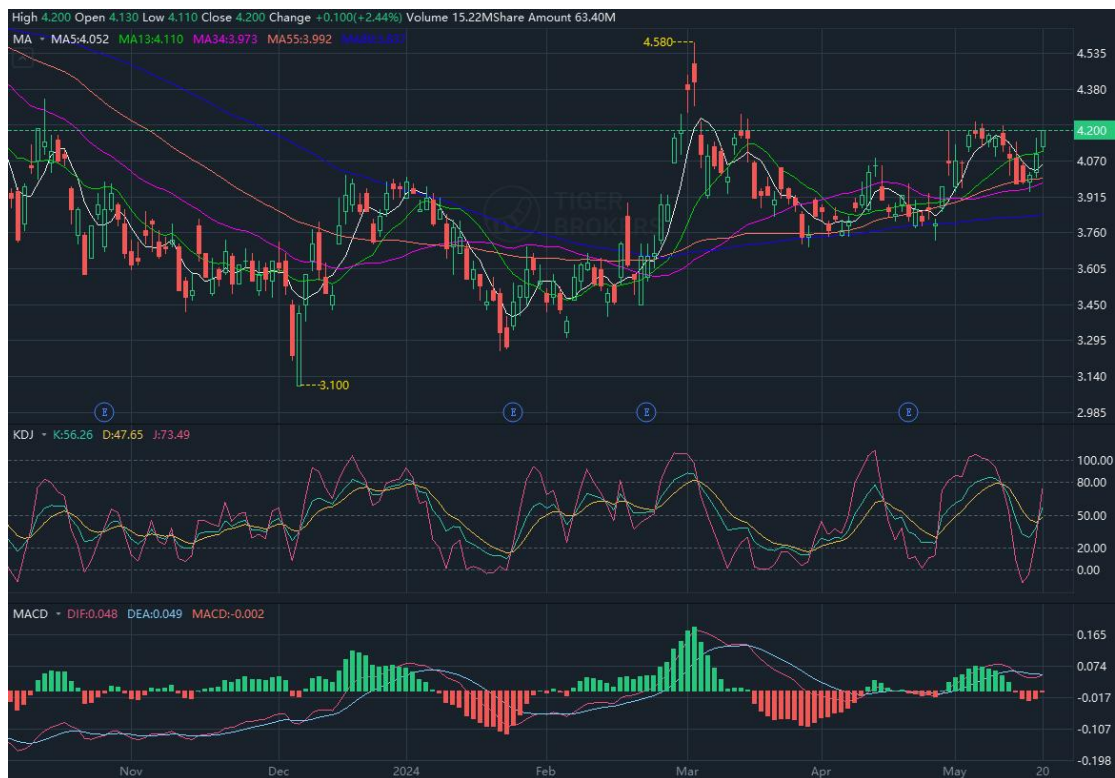 High 4.200 Open 4.130 Low 4.110 Close 4.200 Change +0.100(+2.44%) Volume 15.22MShare Amount 63.40M
MA MA5:4.052 MA13:4.110 MA34:3.973 MA55:3.992
4.580
4.535
4.380
4.200
4.070
3.915
3.760
3.605
3.450
3.295
3.140
2.985
TIGER
BROKERS
3.100
E E E E
KDJ K:56.26 D:47.65 J:73.49
100.00
80.00
50.00
20.00
0.00
MACD DIF:0.048 DEA:0.049 MACD:-0.002
0.165
0.074
-0.017
-0.107
-0.198
Nov Dec 2024 Feb Mar Apr May 20